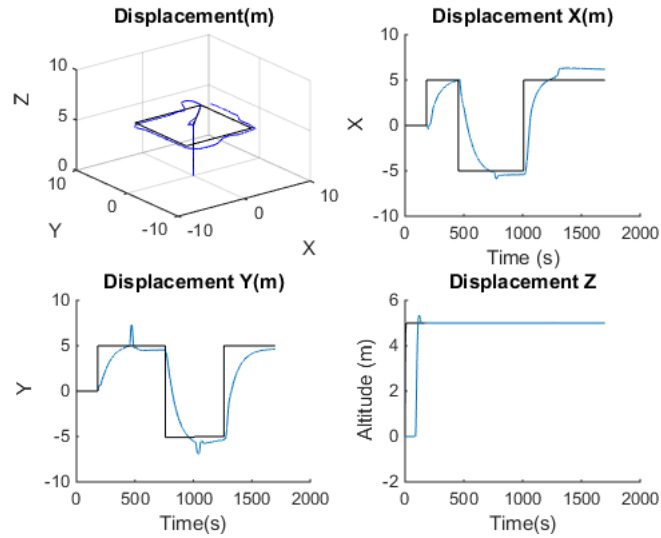 Displacement(m)
10
5
0
Z
10
0
-10
Y
-10
0
10
X
Displacement X(m)
10
5
0
-5
-10
X
0 500 1000 1500 2000
Time (s)
Displacement Y(m)
10
5
0
-5
-10
Y
0 500 1000 1500 2000
Time(s)
Displacement Z
6
4
2
0
-2
Altitude (m)
0 500 1000 1500 2000
Time(s)